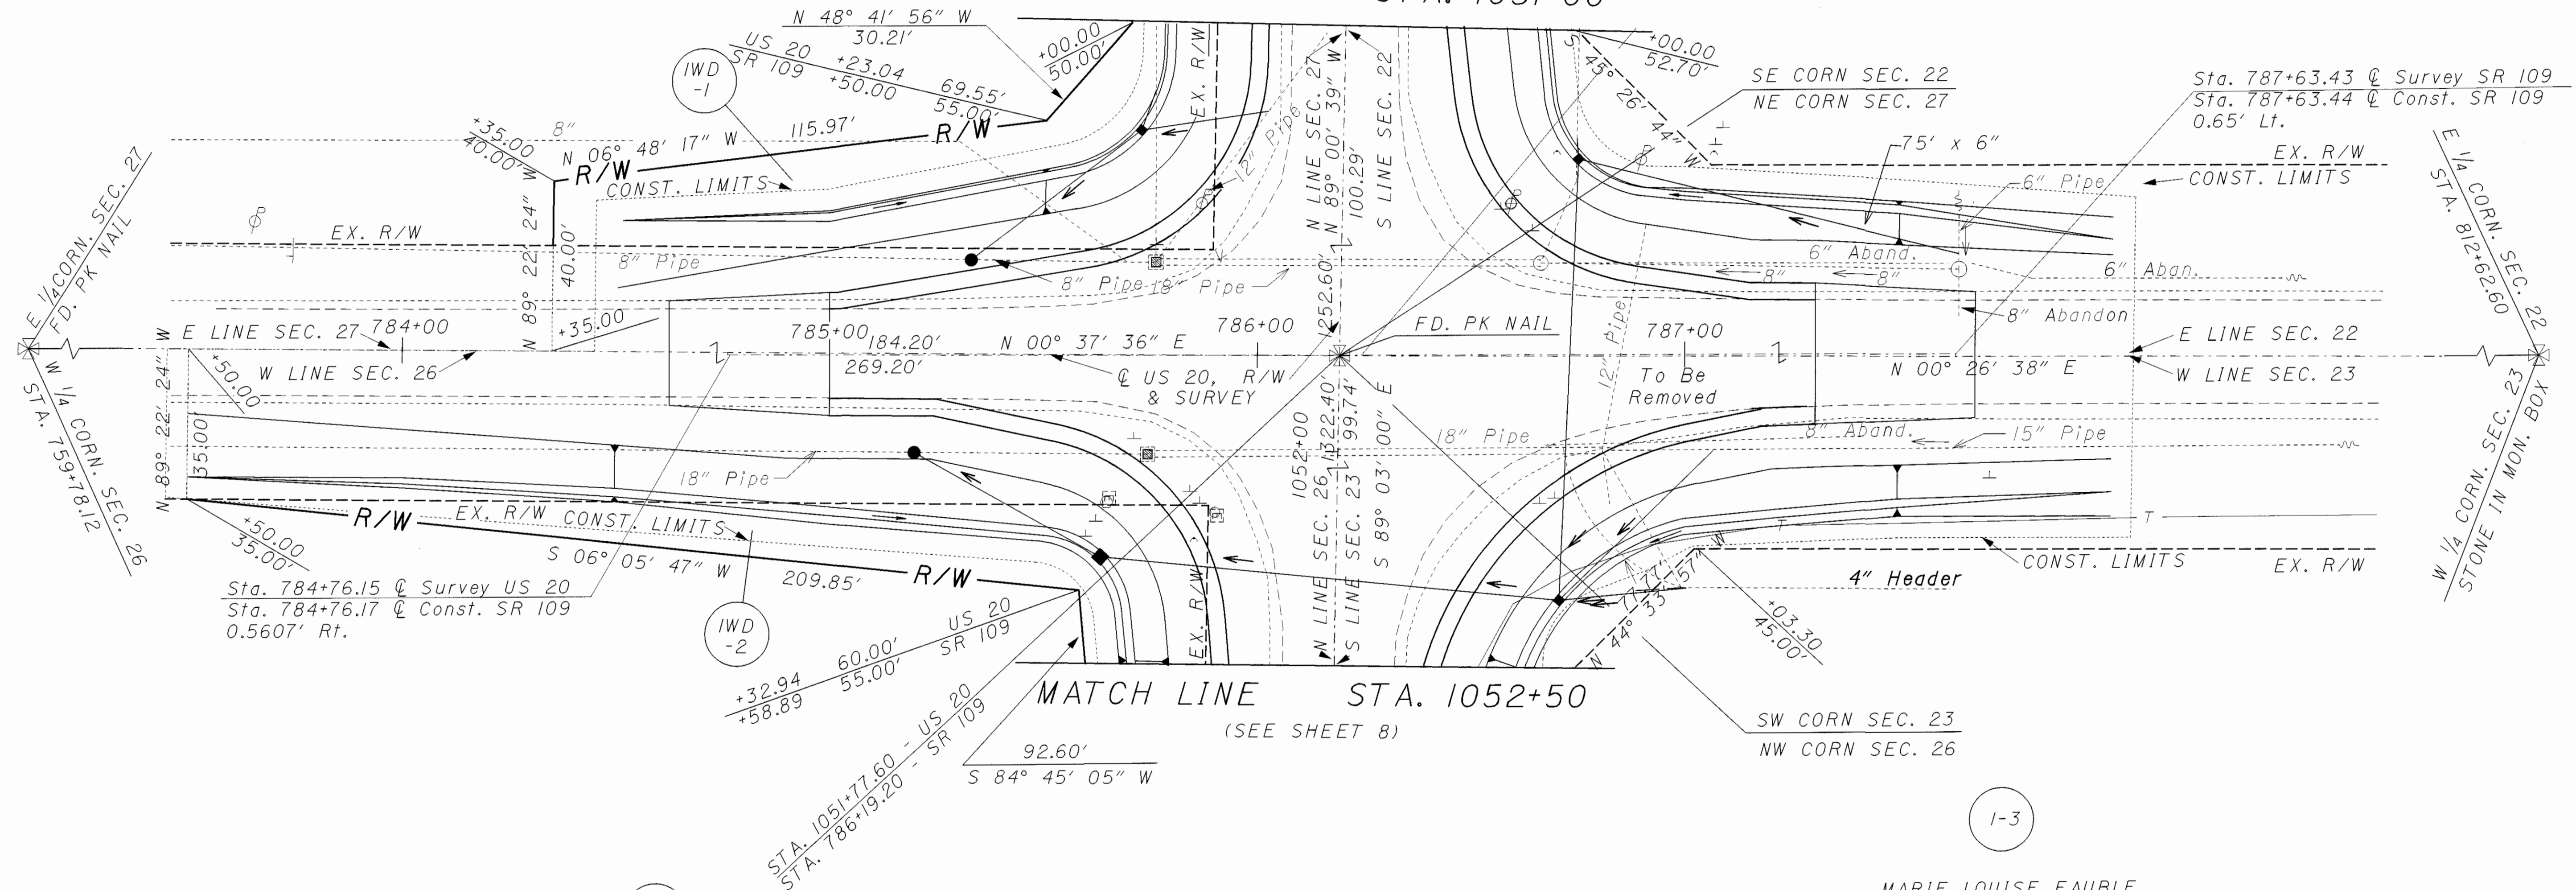 N 48° 41' 56" W
30.21'
US 20
SR 109
+23.04
+50.00
69.55'
55.00'
+00.00
50.00'
IWD
-1
+35.00
40.00'
8"
N 06° 48' 17" W
115.97'
R/W
R/W
CONST. LIMITS
EX. R/W
12" Pipe
N LINE SEC. 27
N 89° 00' 39" W
1252.60'
100.29'
S LINE SEC. 22
S 45° 26' 44" W
+00.00
52.70'
SE CORN SEC. 22
NE CORN SEC. 27
Sta. 787+63.43 ℄ Survey SR 109
Sta. 787+63.44 ℄ Const. SR 109
0.65' Lt.
75' x 6"
6" Pipe
EX. R/W
CONST. LIMITS
E 1/4 CORN. SEC. 22
STA. 812+62.60
E 1/4 CORN. SEC. 27
FD. PK NAIL
EX. R/W
N 89° 22' 24" W
40.00'
8" Pipe
8" Pipe
18" Pipe
6" Aband.
8"
8"
6" Aban.
8" Abandon
E LINE SEC. 27
784+00
+35.00
W LINE SEC. 26
785+00
184.20'
269.20'
N 00° 37' 36" E
786+00
℄ US 20, R/W
& SURVEY
FD. PK NAIL
12" Pipe
787+00
To Be
Removed
N 00° 26' 38" E
E LINE SEC. 22
W LINE SEC. 23
W 1/4 CORN. SEC. 26
STA. 759+78.12
N 89° 22' 24" W
35.00'
+50.00
18" Pipe
1052+00
N LINE SEC. 26
1322.40'
S LINE SEC. 23
99.74'
S 89° 03' 00" E
18" Pipe
8" Aband.
15" Pipe
W 1/4 CORN. SEC. 23
STONE IN MON. BOX
+50.00
35.00'
R/W
EX. R/W
CONST. LIMITS
S 06° 05' 47" W
209.85'
R/W
EX. R/W
T
T
CONST. LIMITS
EX. R/W
4" Header
77.77'
N 44° 33' 57" W
+03.30
45.00'
Sta. 784+76.15 ℄ Survey US 20
Sta. 784+76.17 ℄ Const. SR 109
0.5607' Rt.
IWD
-2
+32.94
+58.89
60.00'
55.00'
US 20
SR 109
MATCH LINE STA. 1052+50
(SEE SHEET 8)
92.60'
S 84° 45' 05" W
STA. 1051+77.60 - US 20
STA. 786+19.20 - SR 109
SW CORN SEC. 23
NW CORN SEC. 26
1-3